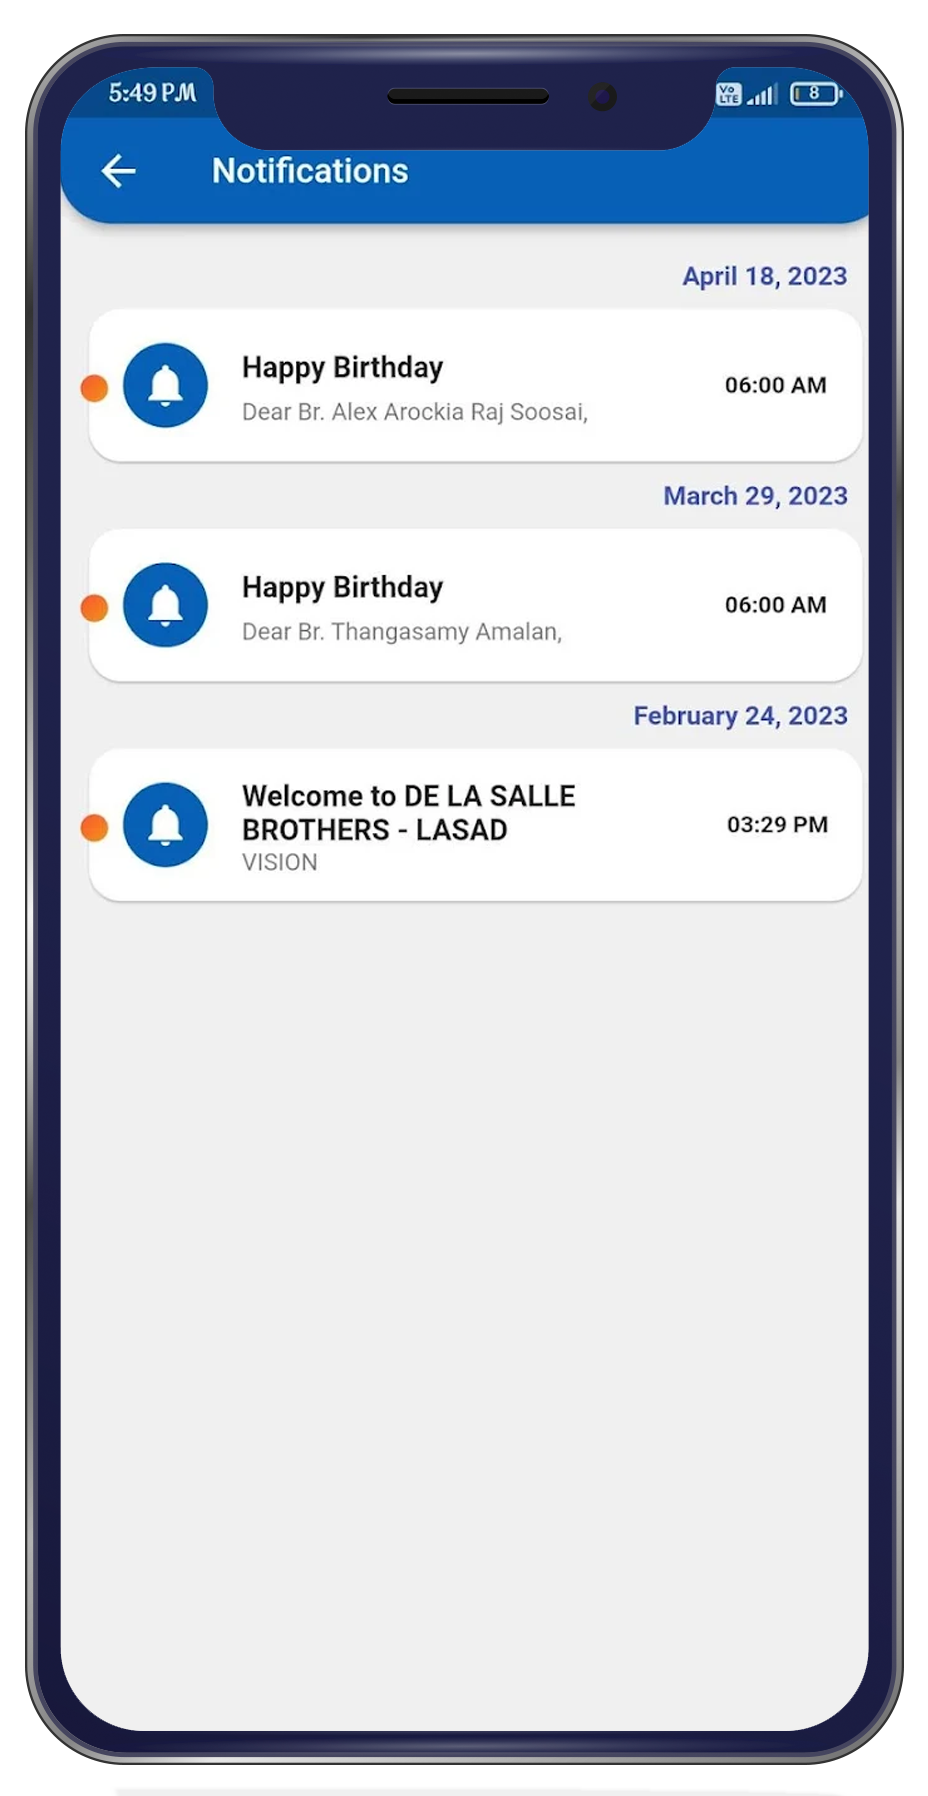 5:49 PM
Vo
LTE
8
Notifications
April 18, 2023
Happy Birthday
06:00 AM
Dear Br. Alex Arockia Raj Soosai,
March 29, 2023
Happy Birthday
06:00 AM
Dear Br. Thangasamy Amalan,
February 24, 2023
Welcome to DE LA SALLE
BROTHERS - LASAD
03:29 PM
VISION